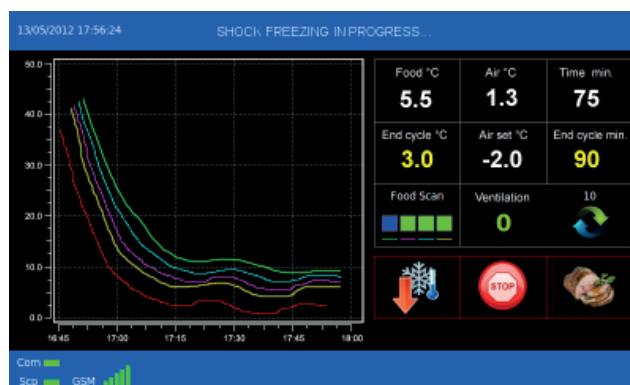 13/05/2012 17:56:24
SHOCK FREEZING IN PROGRESS...
Food °C Air °C Time min.
5.5 1.3 75
End cycle °C Air set °C End cycle min.
3.0 -2.0 90
Food Scan Ventilation 10
0
STOP
50.0
40.0
30.0
20.0
10.0
0.0
16:45 17:00 17:15 17:30 17:45 18:00
Com
Scp GSM